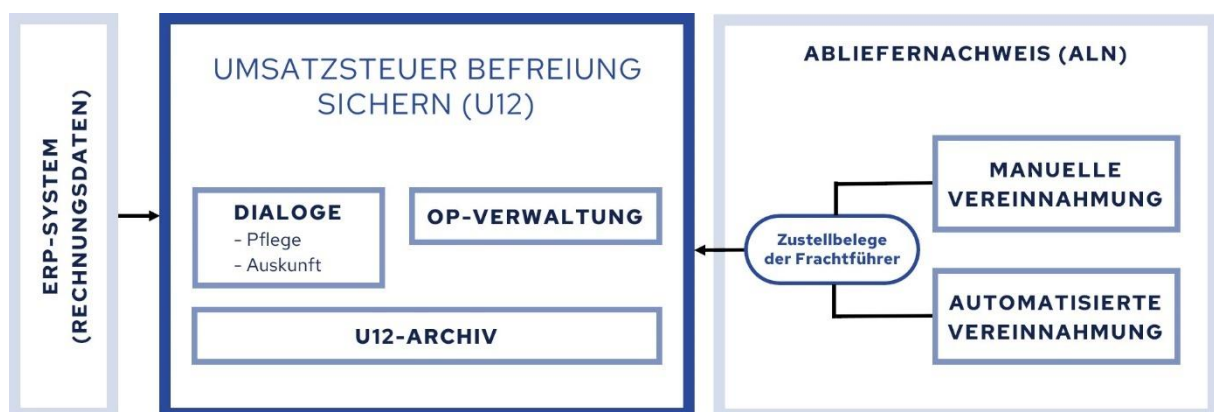 ERP-SYSTEM
(RECHNUNGSDATEN)
UMSATZSTEUER BEFREIUNG
SICHERN (U12)
DIALOGE
- Pflege
- Auskunft
OP-VERWALTUNG
U12-ARCHIV
ABLIEFERNACHWEIS (ALN)
MANUELLE
VEREINNAHMUNG
Zustellbelege
der Frachtführer
AUTOMATISIERTE
VEREINNAHMUNG